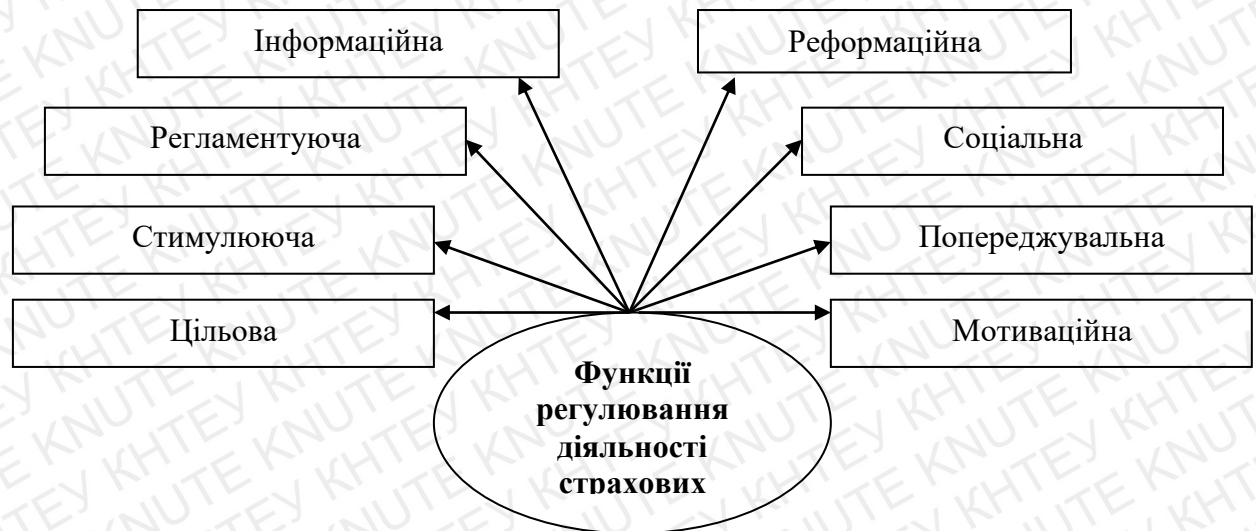 Інформаційна
Реформаційна
Регламентуюча
Соціальна
Стимулююча
Попереджувальна
Цільова
Мотиваційна
Функції
регулювання
діяльності
страхових